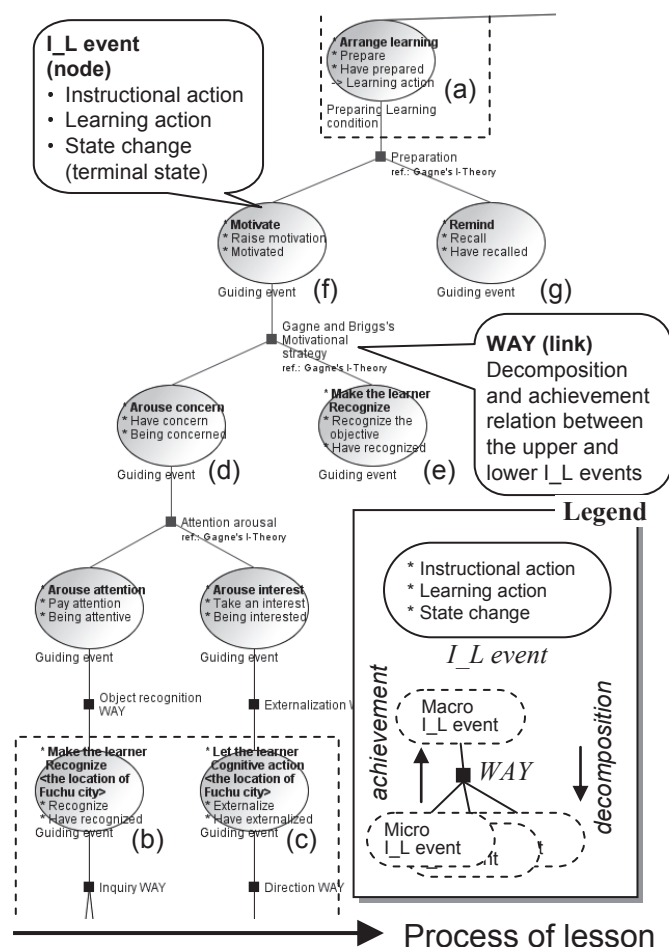 I_L event
(node)
• Instructional action
• Learning action
• State change
(terminal state)
* Arrange learning
* Prepare
* Have prepared
-> Learning action
(a)
Preparing Learning
condition
Preparation
ref.: Gagne's I-Theory
* Motivate
* Raise motivation
* Motivated
Guiding event
(f)
* Remind
* Recall
* Have recalled
Guiding event
(g)
Gagne and Briggs's
Motivational
strategy
ref.: Gagne's I-Theory
WAY (link)
Decomposition
and achievement
relation between
the upper and
lower I_L events
* Arouse concern
* Have concern
* Being concerned
Guiding event
(d)
* Make the learner
Recognize
* Recognize the
objective
* Have recognized
Guiding event
(e)
Attention arousal
ref.: Gagne's I-Theory
* Arouse attention
* Pay attention
* Being attentive
Guiding event
* Arouse interest
* Take an interest
* Being interested
Guiding event
Object recognition
WAY
Externalization
* Make the learner
Recognize
<the location of
Fuchu city>
* Recognize
* Have recognized
Guiding event
(b)
* Let the learner
Cognitive action
<the location of
Fuchu city>
* Externalize
* Have externalized
Guiding event
(c)
Inquiry WAY
Direction WAY
Legend
* Instructional action
* Learning action
* State change
I_L event
achievement
Macro
I_L event
WAY
decomposition
Micro
I_L event
Process of lesson